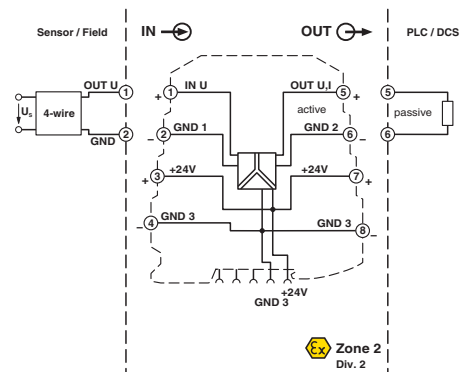 Sensor / Field
IN
OUT
PLC / DCS
OUT U
1
+
1
IN U
OUT U,I
5
+
5
Us
4-wire
active
passive
GND
2
−
2
GND 1
GND 2
6
−
6
+
3
+24V
+24V
7
+
−
4
GND 3
GND 3
8
−
+24V
GND 3
Ex
Zone 2
Div. 2